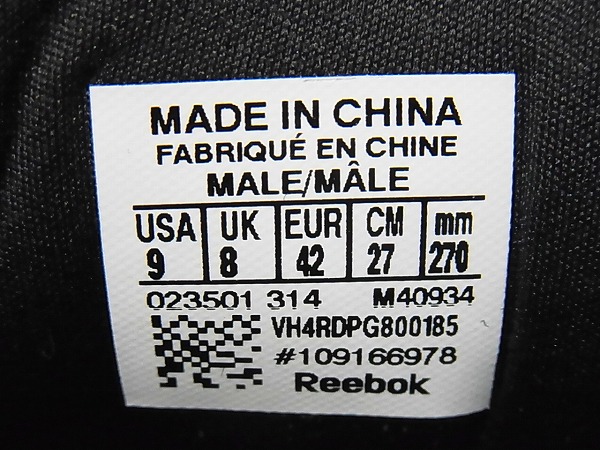 MADE IN CHINA
FABRIQUÉ EN CHINE
MALE/MÂLE
USA UK EUR CM mm
9 8 42 27 270
023501 314 M40934
VH4RDPG800185
#109166978
Reebok